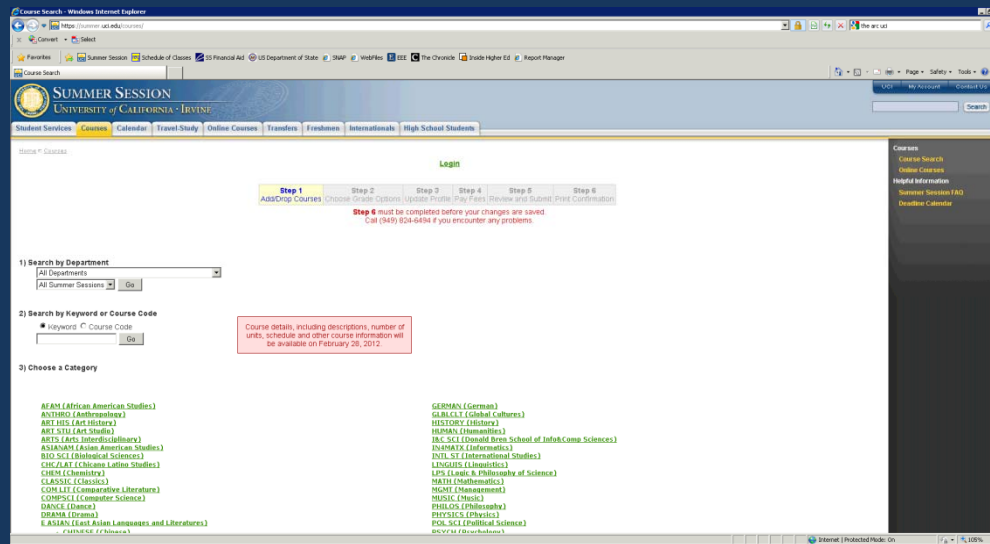 Course Search - Windows Internet Explorer
https://summer.uci.edu/courses/
the arc uci
Convert Select
Favorites Summer Session Schedule of Classes SS Financial Aid US Department of State SNAP WebFiles EEE The Chronicle Inside Higher Ed Report Manager
Course Search
Page Safety Tools
SUMMER SESSION
UNIVERSITY of CALIFORNIA · IRVINE
UCI My Account Contact Us
Search
Student Services Courses Calendar Travel-Study Online Courses Transfers Freshmen Internationals High School Students
Home » Courses
Login
Step 1 Step 2 Step 3 Step 4 Step 5 Step 6
Add/Drop Courses Choose Grade Options Update Profile Pay Fees Review and Submit Print Confirmation
Step 6 must be completed before your changes are saved.
Call (949) 824-6494 if you encounter any problems.
Courses
Course Search
Online Courses
Helpful Information
Summer Session FAQ
Deadline Calendar
1) Search by Department
All Departments
All Summer Sessions Go
2) Search by Keyword or Course Code
Keyword Course Code
Go
Course details, including descriptions, number of
units, schedule and other course information will
be available on February 28, 2012.
3) Choose a Category
AFAM (African American Studies)
ANTHRO (Anthropology)
ART HIS (Art History)
ART STU (Art Studio)
ARTS (Arts Interdisciplinary)
ASIANAM (Asian American Studies)
BIO SCI (Biological Sciences)
CHC/LAT (Chicano Latino Studies)
CHEM (Chemistry)
CLASSIC (Classics)
COM LIT (Comparative Literature)
COMPSCI (Computer Science)
DANCE (Dance)
DRAMA (Drama)
E ASIAN (East Asian Languages and Literatures)
CHINESE (Chinese)
GERMAN (German)
GLBLCLT (Global Cultures)
HISTORY (History)
HUMAN (Humanities)
I&C SCI (Donald Bren School of Info&Comp Sciences)
IN4MATX (Informatics)
INTL ST (International Studies)
LINGUIS (Linguistics)
LPS (Logic & Philosophy of Science)
MATH (Mathematics)
MGMT (Management)
MUSIC (Music)
PHILOS (Philosophy)
PHYSICS (Physics)
POL SCI (Political Science)
PSYCH (Psychology)
Internet | Protected Mode: On
105%